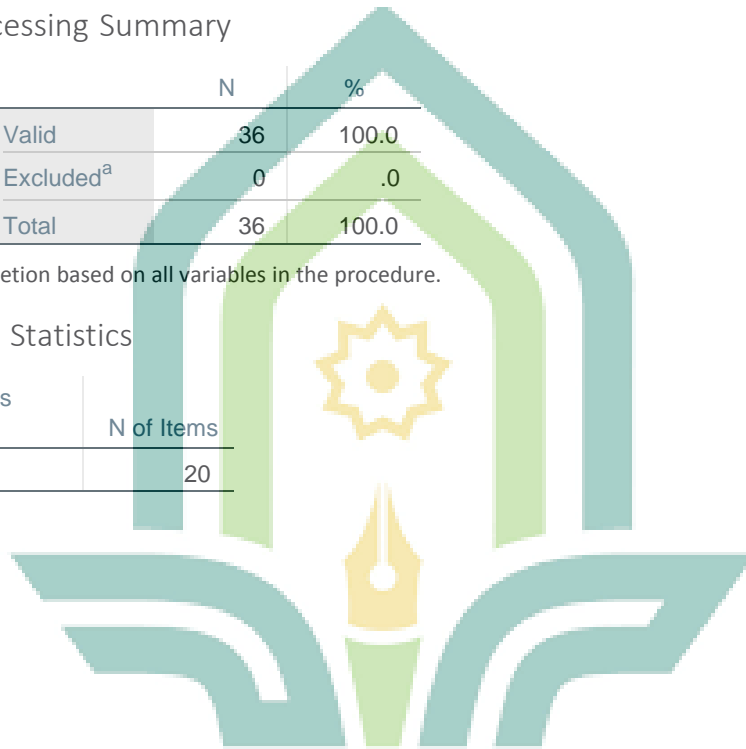 cessing Summary
N %
Valid 36 100.0
Excludedᵃ 0 .0
Total 36 100.0
etion based on all variables in the procedure.
Statistics
s
N of Items
20